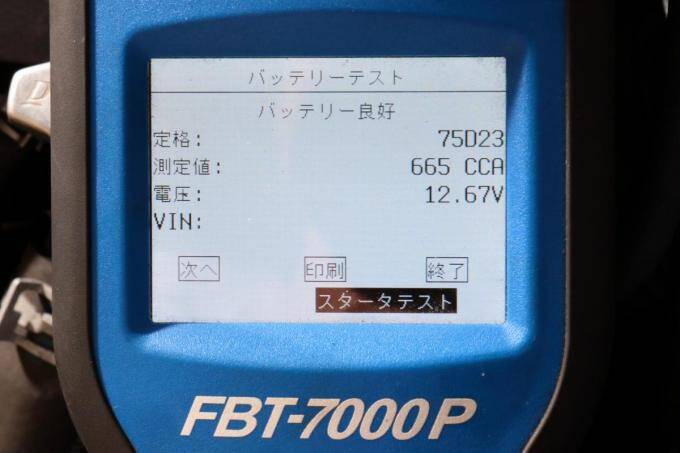 バッテリーテスト
バッテリー良好
定格: 75D23
測定値: 665 CCA
電圧: 12.67V
VIN:
次へ 印刷 終了
スタータテスト
FBT-7000P